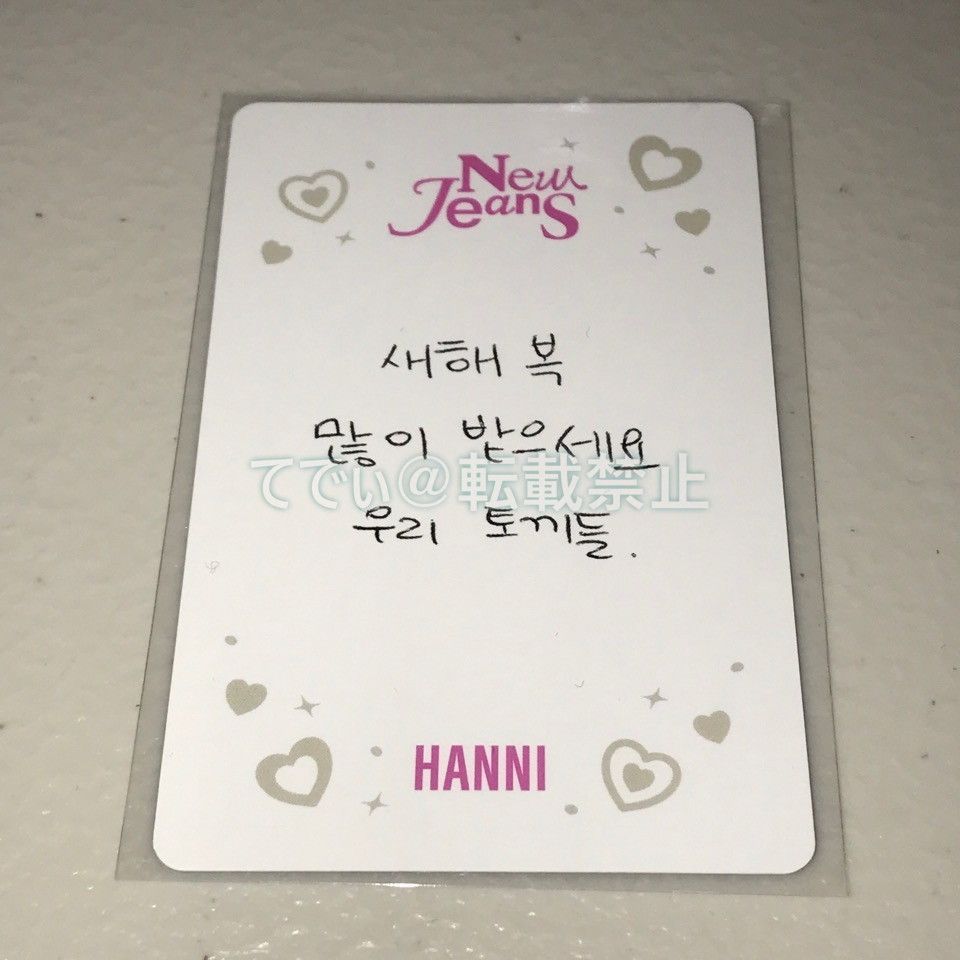 New
Jeans
새해 복
많이 받으세요
てでぃ@転載禁止
우리 토끼들.
HANNI